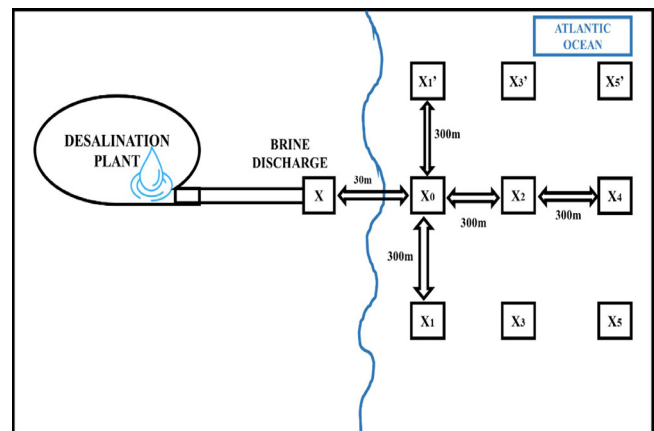 ATLANTIC
OCEAN
X1’ X3’ X5’
300m
DESALINATION
PLANT
BRINE
DISCHARGE
30m
X X0 X2 X4
300m 300m
300m
X1 X3 X5